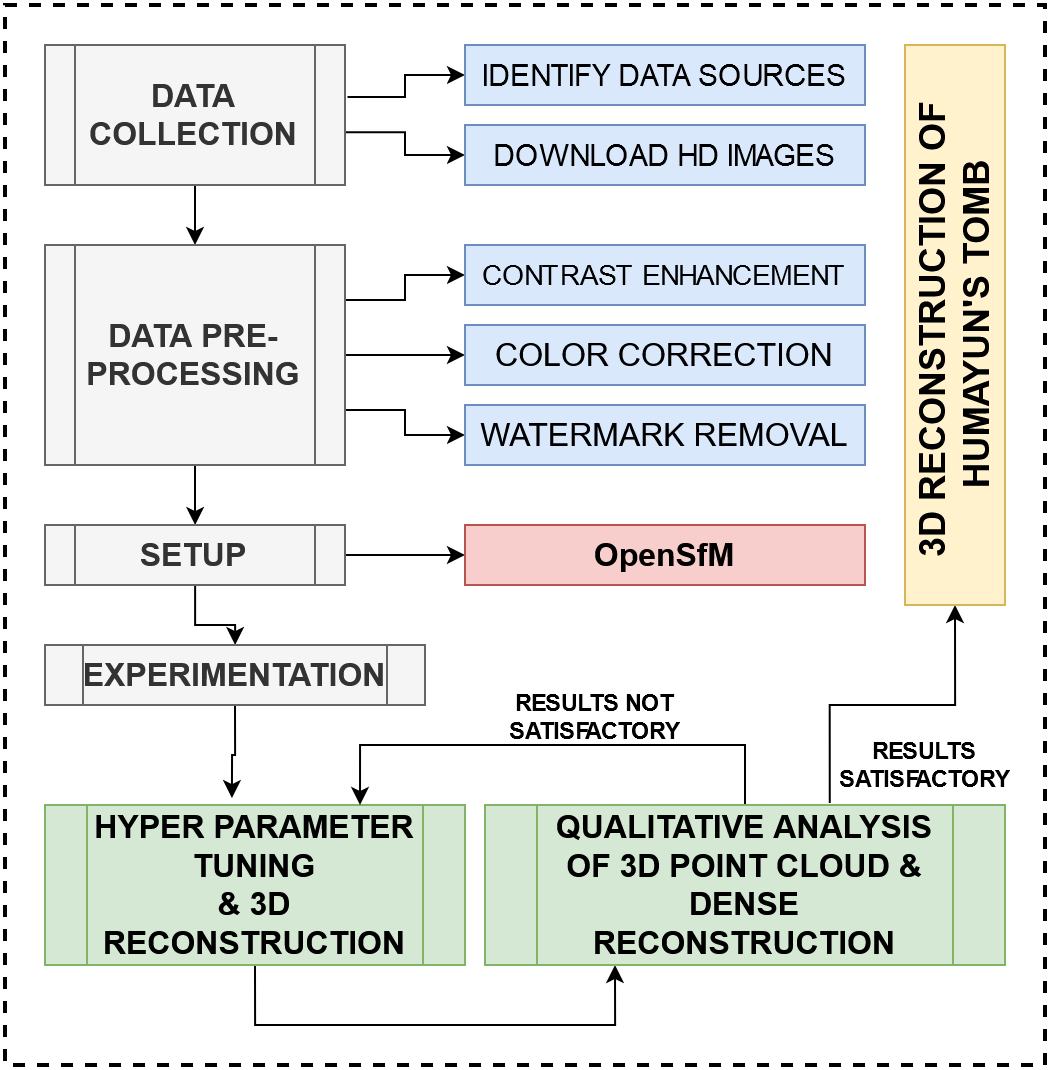 DATA
COLLECTION
IDENTIFY DATA SOURCES
DOWNLOAD HD IMAGES
DATA PRE-
PROCESSING
CONTRAST ENHANCEMENT
COLOR CORRECTION
WATERMARK REMOVAL
SETUP
OpenSfM
EXPERIMENTATION
HYPER PARAMETER
TUNING
& 3D
RECONSTRUCTION
RESULTS NOT
SATISFACTORY
QUALITATIVE ANALYSIS
OF 3D POINT CLOUD &
DENSE
RECONSTRUCTION
RESULTS
SATISFACTORY
3D RECONSTRUCTION OF
HUMAYUN'S TOMB